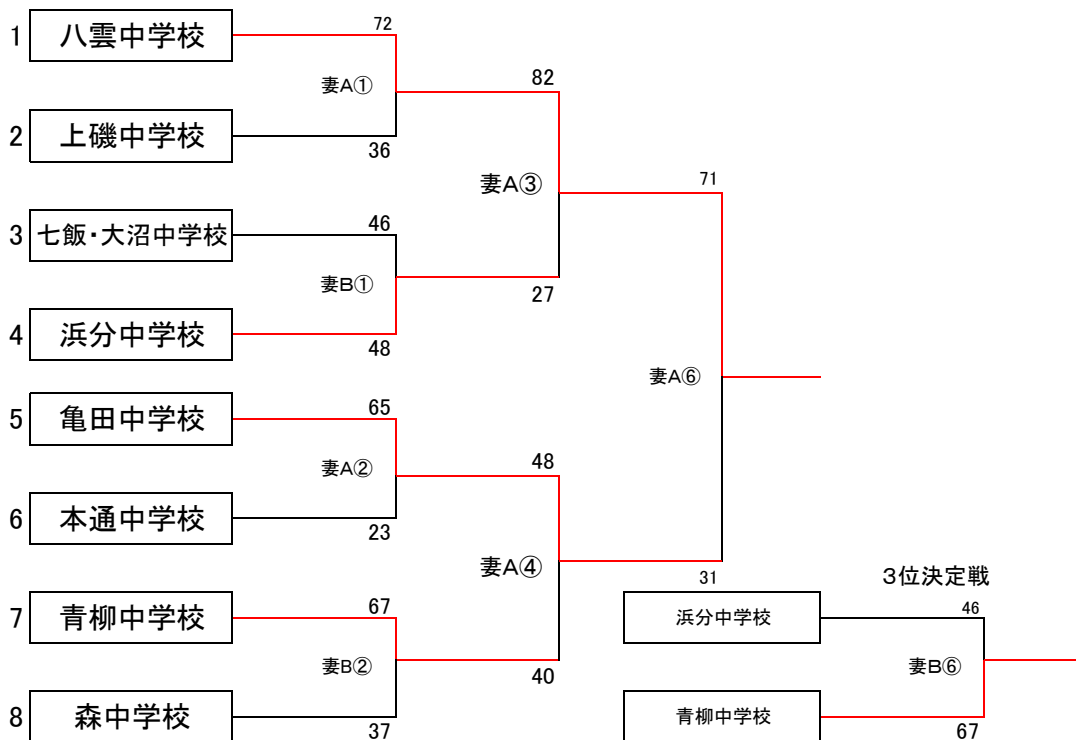 72
1 八雲中学校
82
妻A①
2 上磯中学校
36
妻A③
71
3 七飯・大沼中学校
46
妻B①
27
4 浜分中学校
48
妻A⑥
5 亀田中学校
65
48
妻A②
6 本通中学校
23
妻A④
31
3位決定戦
7 青柳中学校
67
浜分中学校
46
妻B②
40
妻B⑥
8 森中学校
37
青柳中学校
67